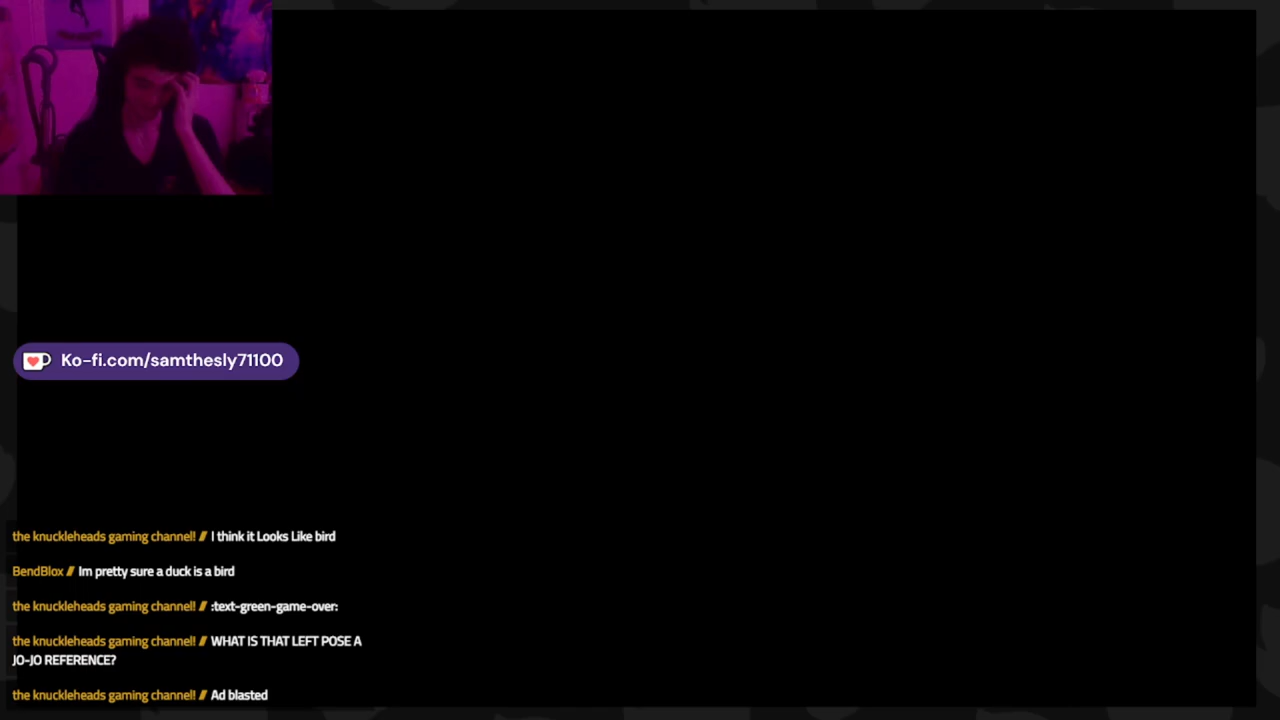 Ko-fi.com/samthesly71100
the knuckleheads gaming channel! // I think it Looks Like bird
BendBlox // Im pretty sure a duck is a bird
the knuckleheads gaming channel! // :text-green-game-over:
the knuckleheads gaming channel! // WHAT IS THAT LEFT POSE A
JO-JO REFERENCE?
the knuckleheads gaming channel! // Ad blasted